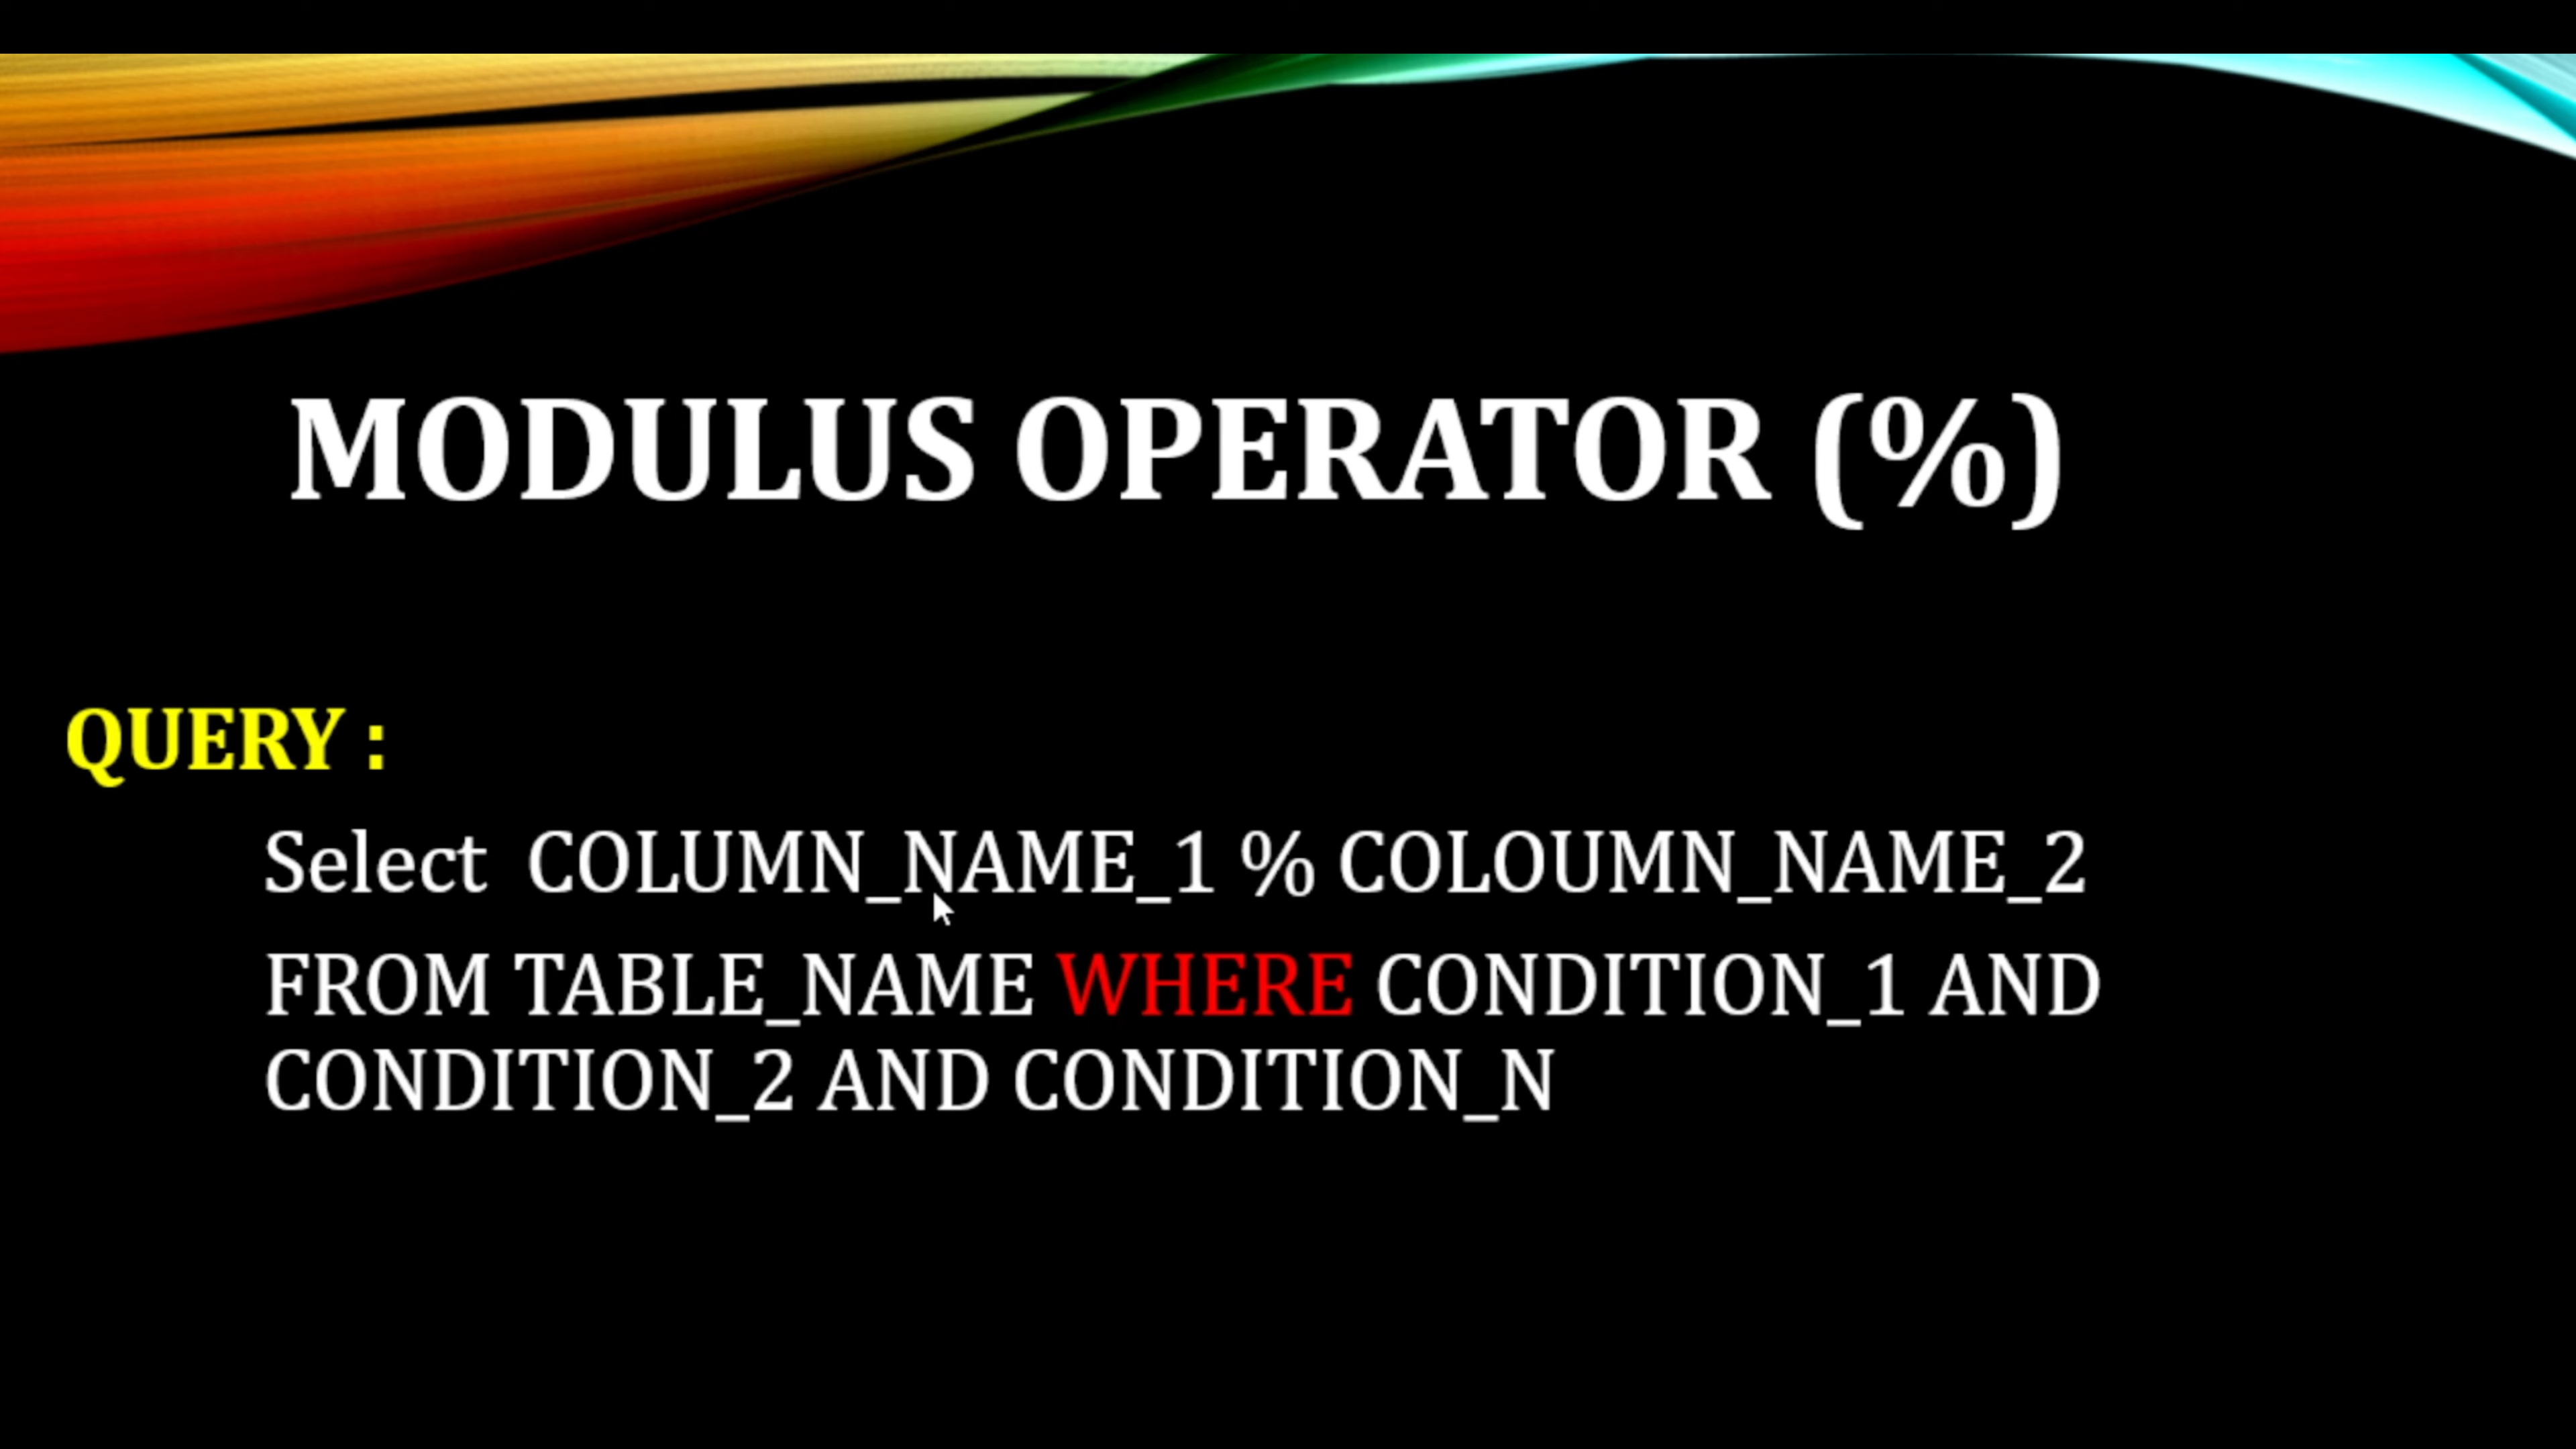 MODULUS OPERATOR (%)
QUERY :
Select COLUMN_NAME_1 % COLOUMN_NAME_2
FROM TABLE_NAME WHERE CONDITION_1 AND
CONDITION_2 AND CONDITION_N